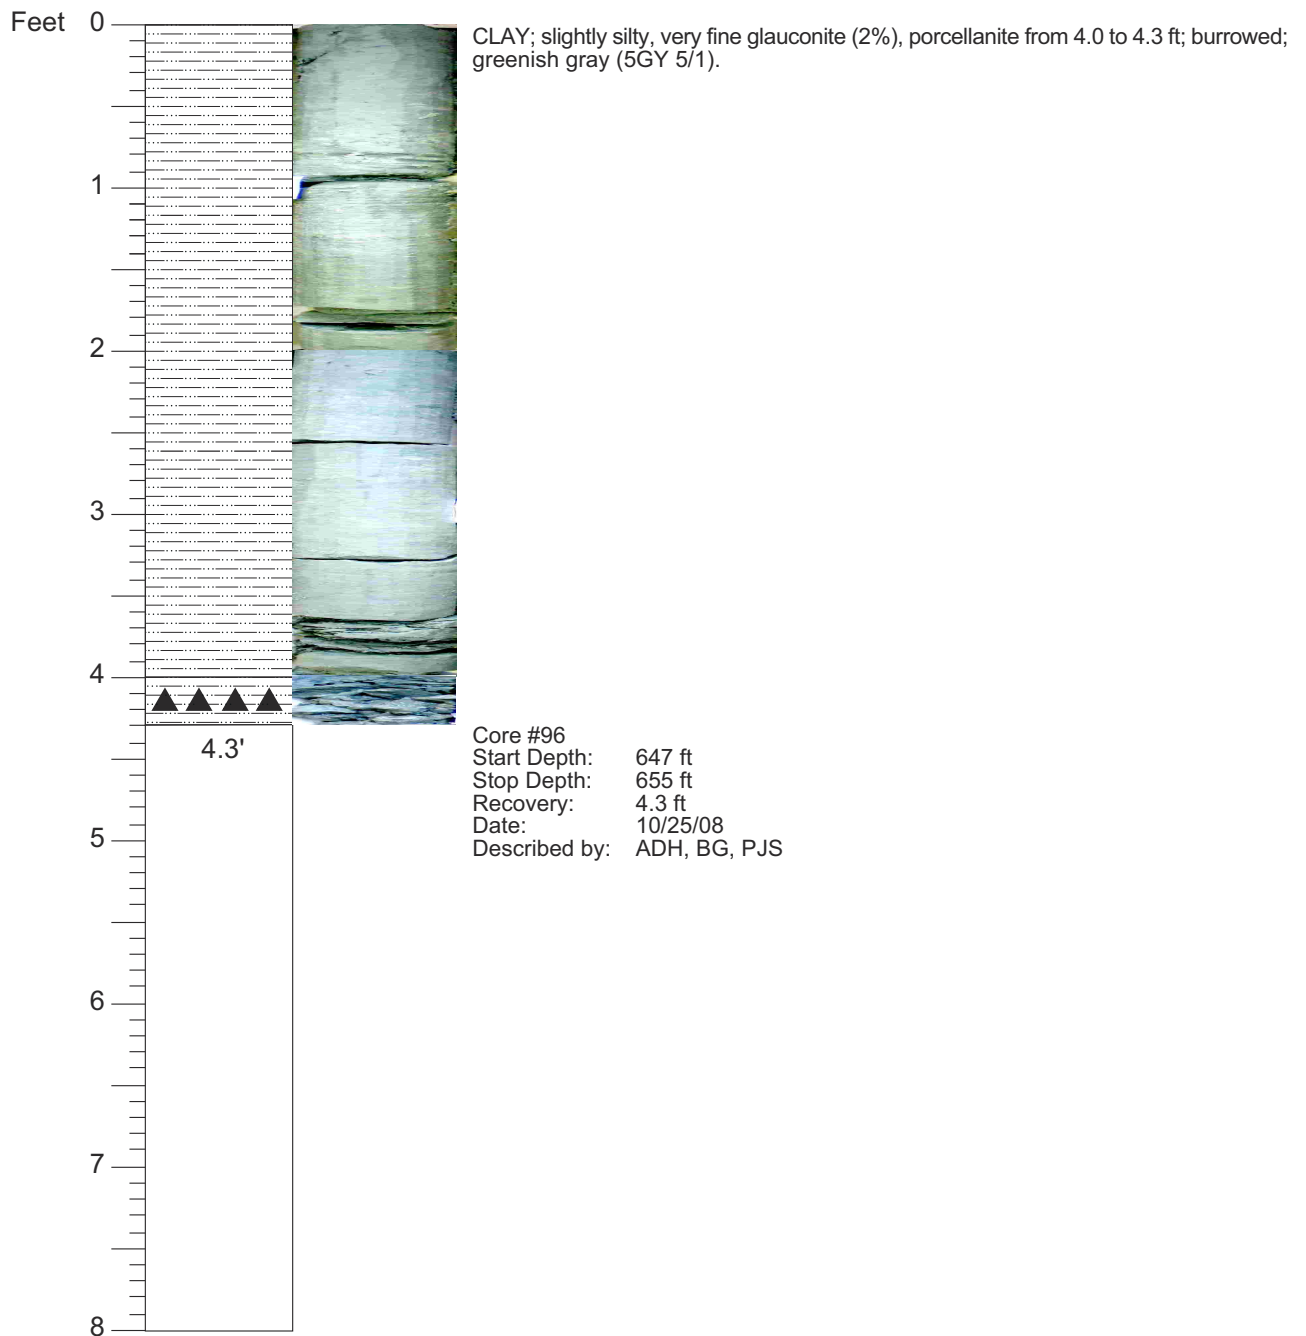 Feet 0
CLAY; slightly silty, very fine glauconite (2%), porcellanite from 4.0 to 4.3 ft; burrowed;
greenish gray (5GY 5/1).
1
2
3
4
4.3'
Core #96
Start Depth: 647 ft
Stop Depth: 655 ft
Recovery: 4.3 ft
Date: 10/25/08
Described by: ADH, BG, PJS
5
6
7
8